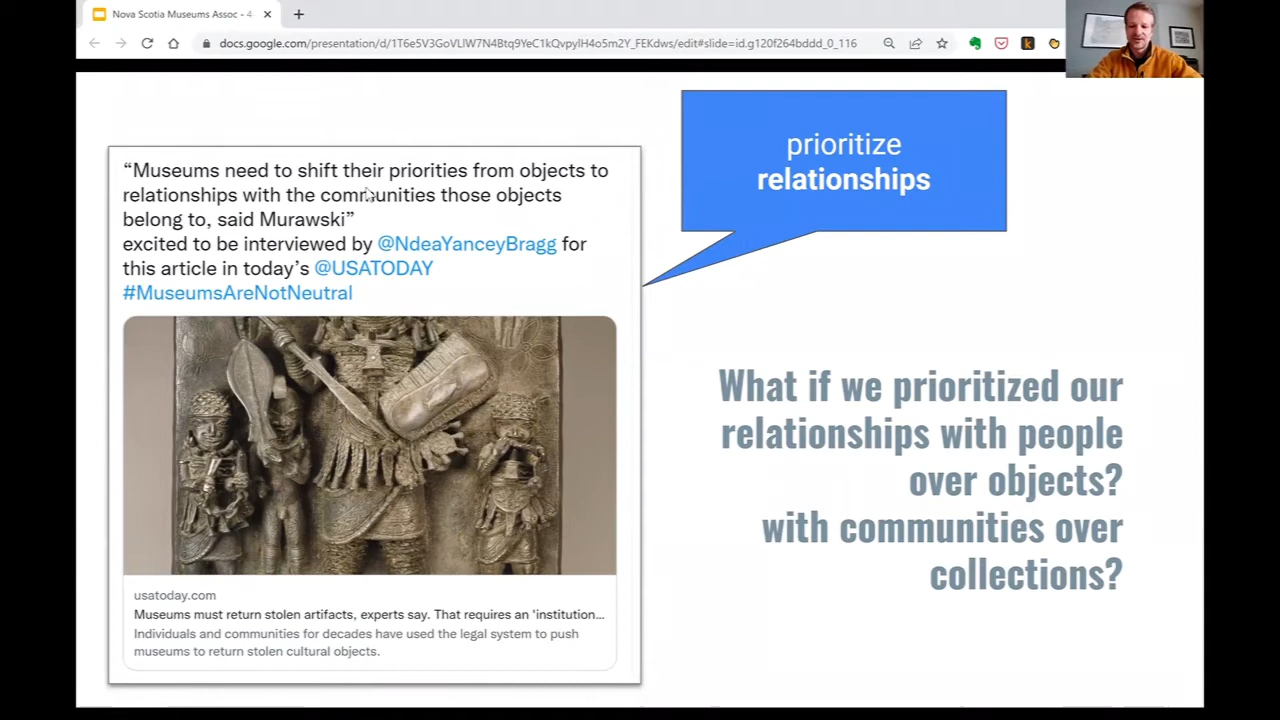 Nova Scotia Museums Assoc - 4
docs.google.com/presentation/d/1T6e5V3GoVLlW7N4Btq9YeC1kQvpylH4o5m2Y_FEKdws/edit#slide=id.g120f264bddd_0_116
prioritize
relationships
“Museums need to shift their priorities from objects to
relationships with the communities those objects
belong to, said Murawski”
excited to be interviewed by @NdeaYanceyBragg for
this article in today’s @USATODAY
#MuseumsAreNotNeutral
usatoday.com
Museums must return stolen artifacts, experts say. That requires an ‘institution...
Individuals and communities for decades have used the legal system to push
museums to return stolen cultural objects.
What if we prioritized our
relationships with people
over objects?
with communities over
collections?